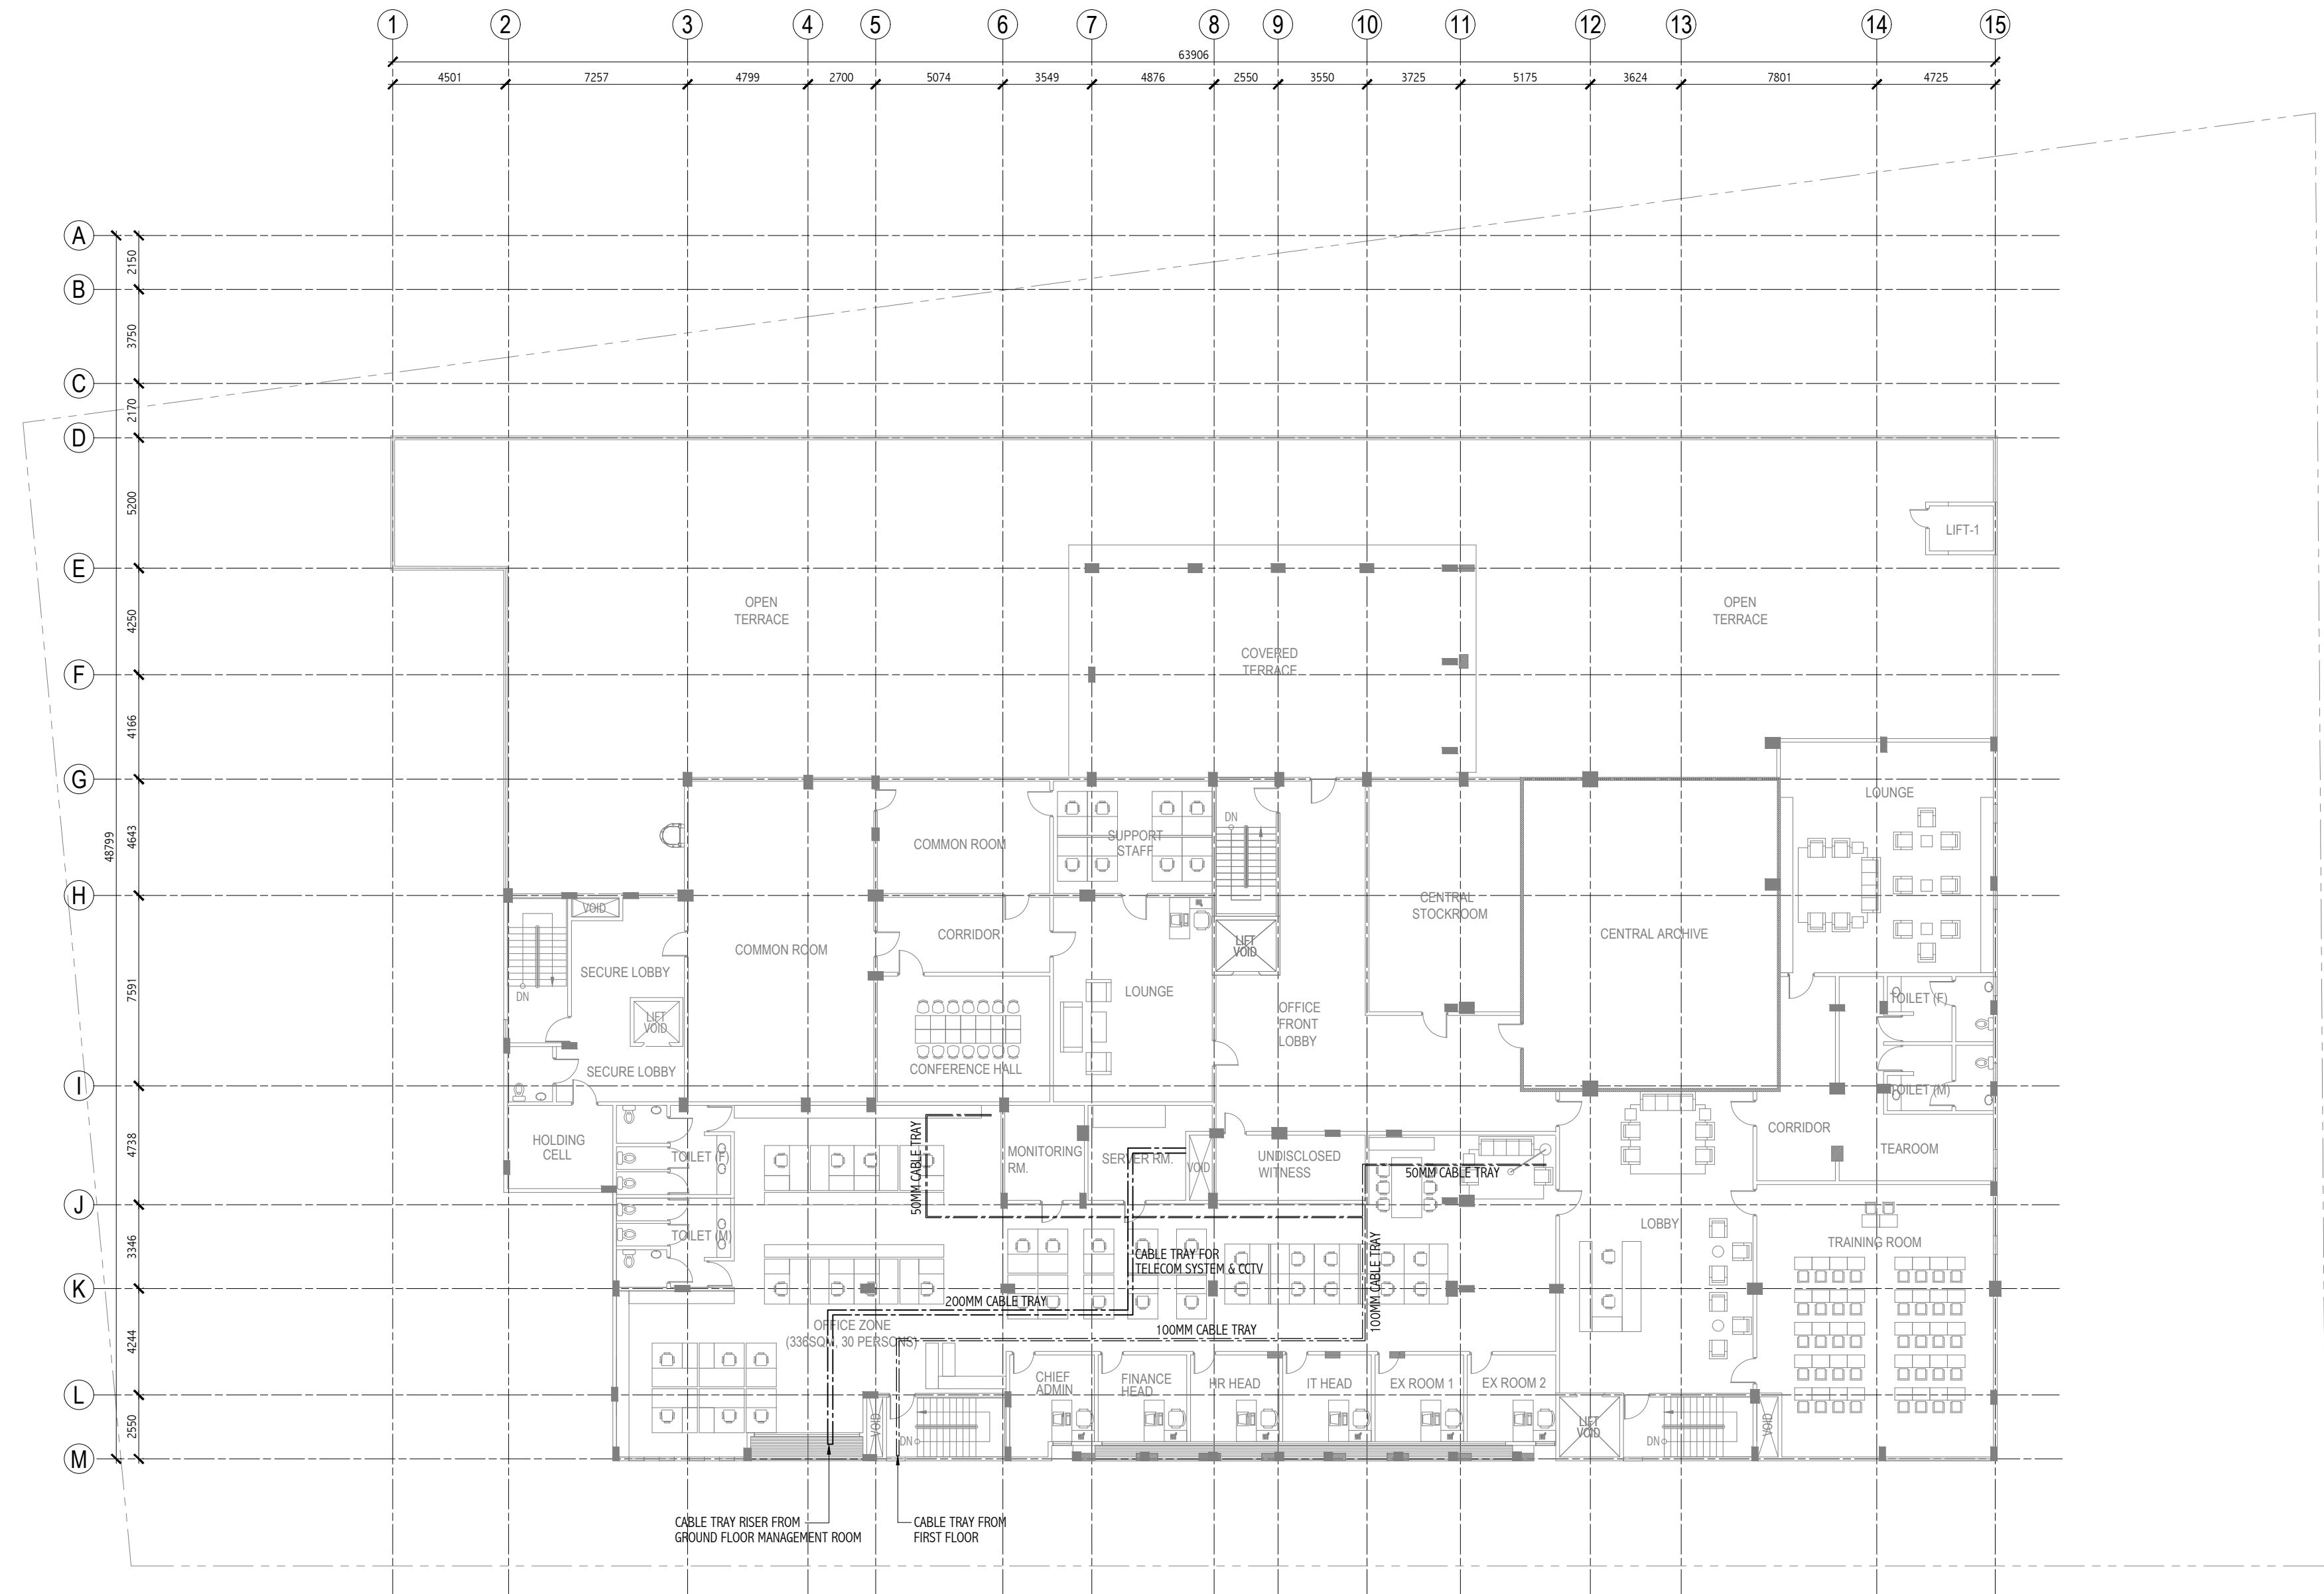 1 2 3 4 5 6 7 8 9 10 11 12 13 14 15
63906
4501 7257 4799 2700 5074 3549 4876 2550 3550 3725 5175 3624 7801 4725
A
2150
B
3750
C
2170
D
5200
E
4250
F
4166
G
4643
48799
H
7591
I
4738
J
3346
K
4244
L
2550
M
LIFT-1
OPEN
TERRACE
OPEN
TERRACE
COVERED
TERRACE
LOUNGE
DN
SUPPORT
STAFF
COMMON ROOM
CENTRAL
STOCKROOM
VOID
CORRIDOR
CENTRAL ARCHIVE
LIFT
VOID
COMMON ROOM
SECURE LOBBY
LOUNGE
DN
TOILET (F)
OFFICE
FRONT
LOBBY
LIFT
VOID
CONFERENCE HALL
SECURE LOBBY
TOILET (M)
CORRIDOR
HOLDING
CELL
50MM CABLE TRAY
MONITORING
RM.
SERVER RM.
VOID
UNDISCLOSED
WITNESS
TOILET (F)
50MM CABLE TRAY
TEAROOM
LOBBY
TOILET (M)
TRAINING ROOM
CABLE TRAY FOR
TELECOM SYSTEM & CCTV
100MM CABLE TRAY
200MM CABLE TRAY
OFFICE ZONE
(336SQM, 30 PERSONS)
100MM CABLE TRAY
CHIEF
ADMIN
FINANCE
HEAD
HR HEAD
IT HEAD
EX ROOM 1
EX ROOM 2
VOID
DN
LIFT
VOID
DN
VOID
CABLE TRAY RISER FROM
GROUND FLOOR MANAGEMENT ROOM
CABLE TRAY FROM
FIRST FLOOR